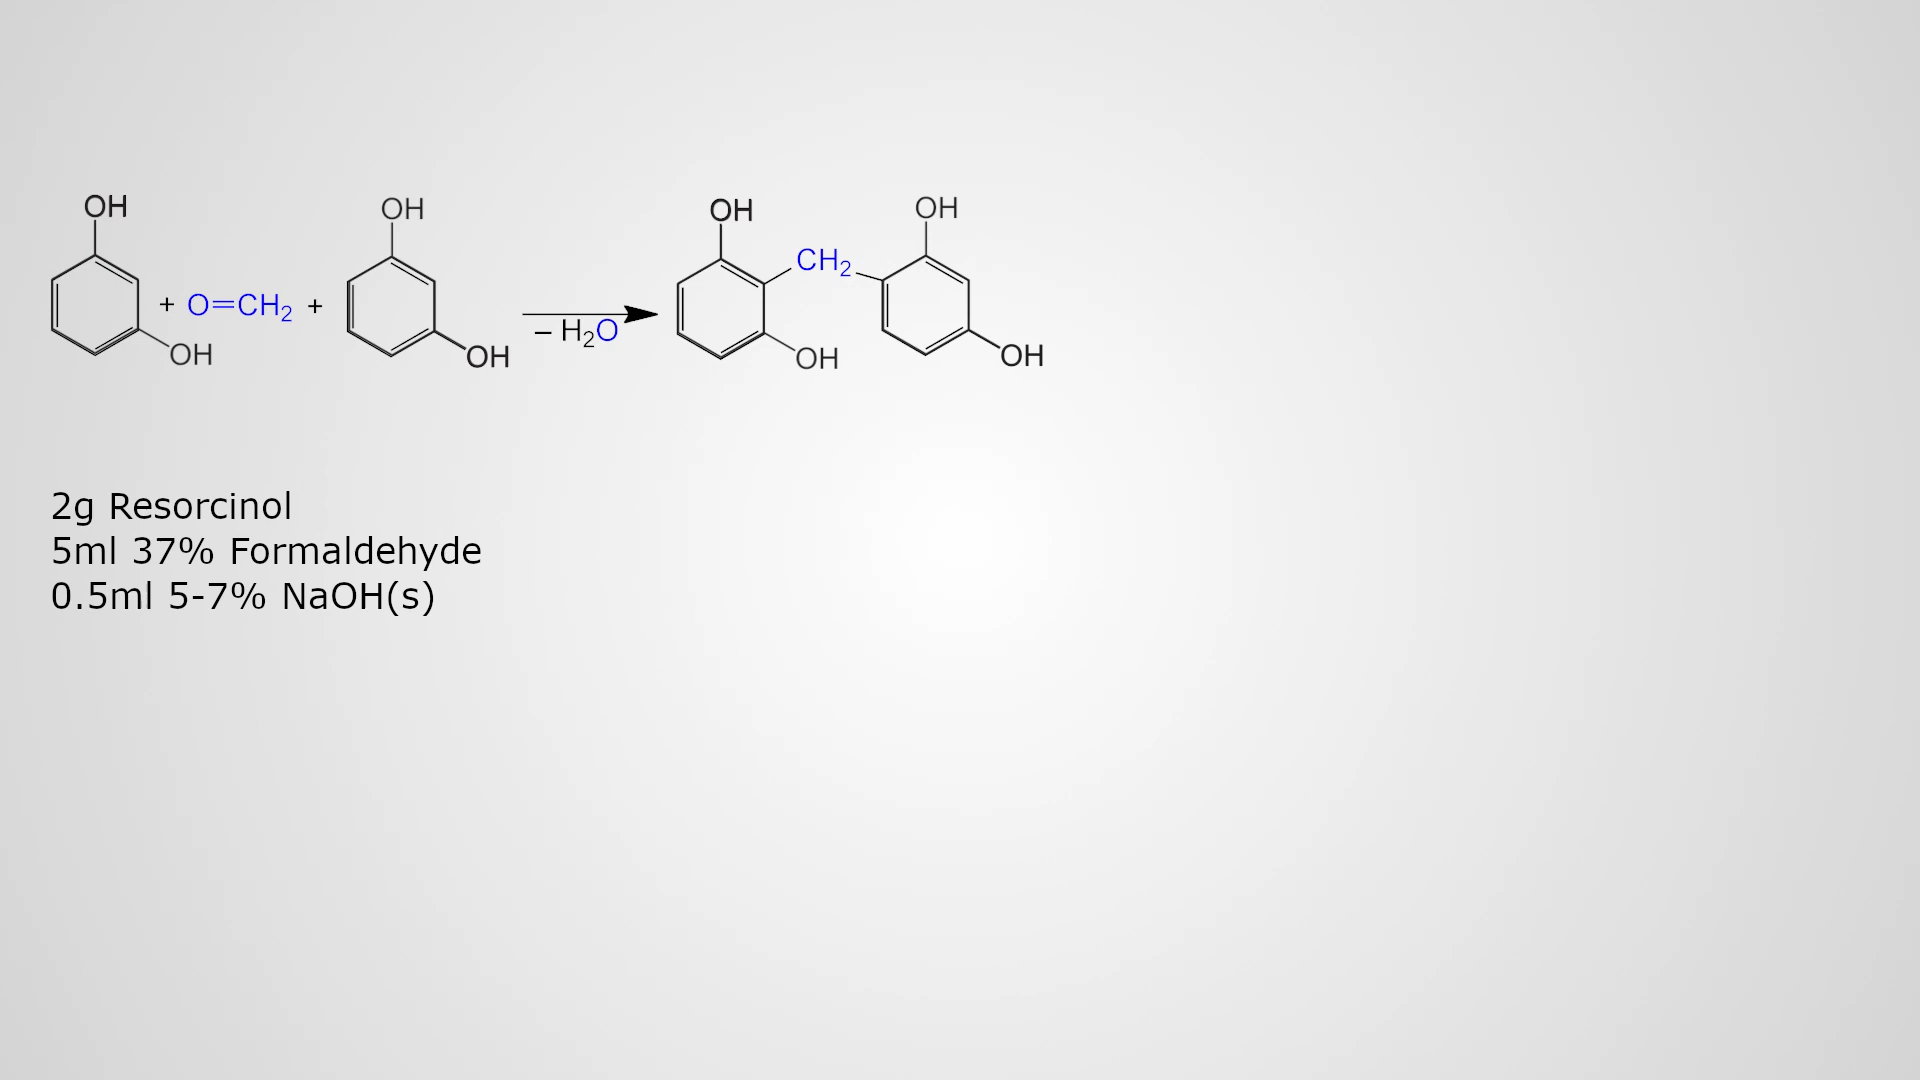 OH OH OH OH
+ O=CH₂ + CH₂
– H₂O
OH OH OH OH
2g Resorcinol
5ml 37% Formaldehyde
0.5ml 5-7% NaOH(s)